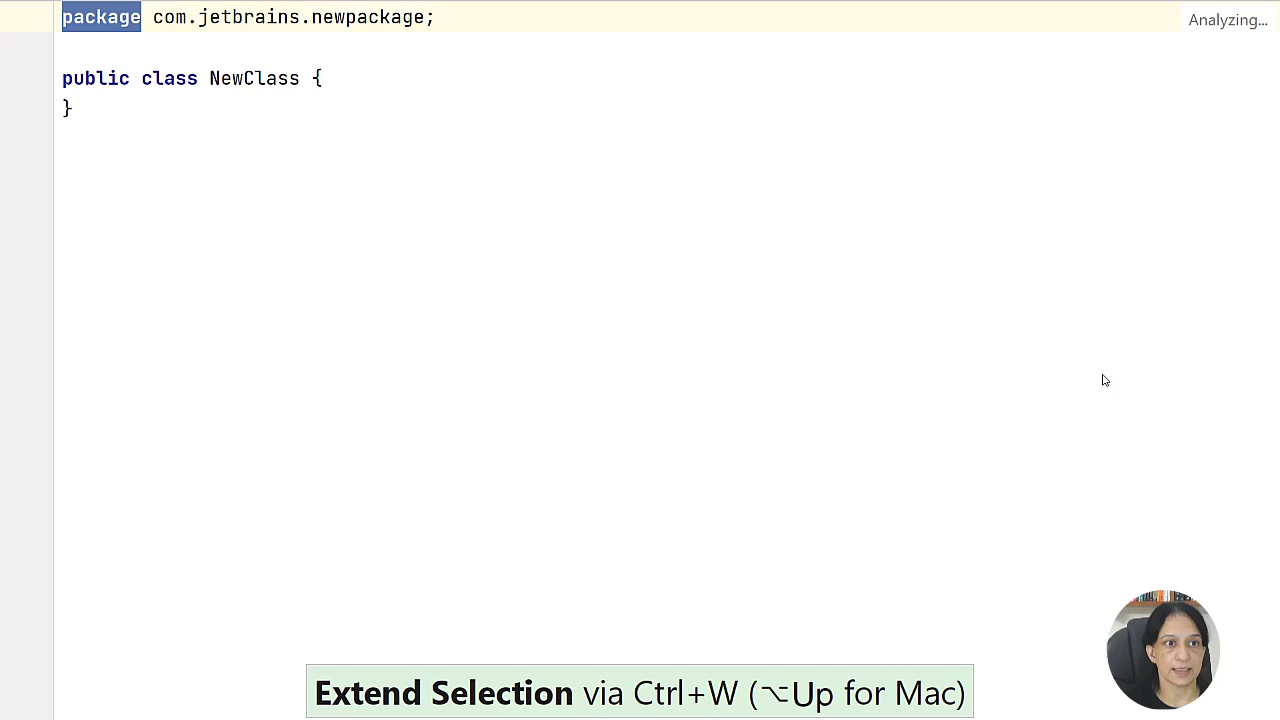 package com.jetbrains.newpackage;
Analyzing...
public class NewClass {
}
Extend Selection via Ctrl+W (⌥Up for Mac)